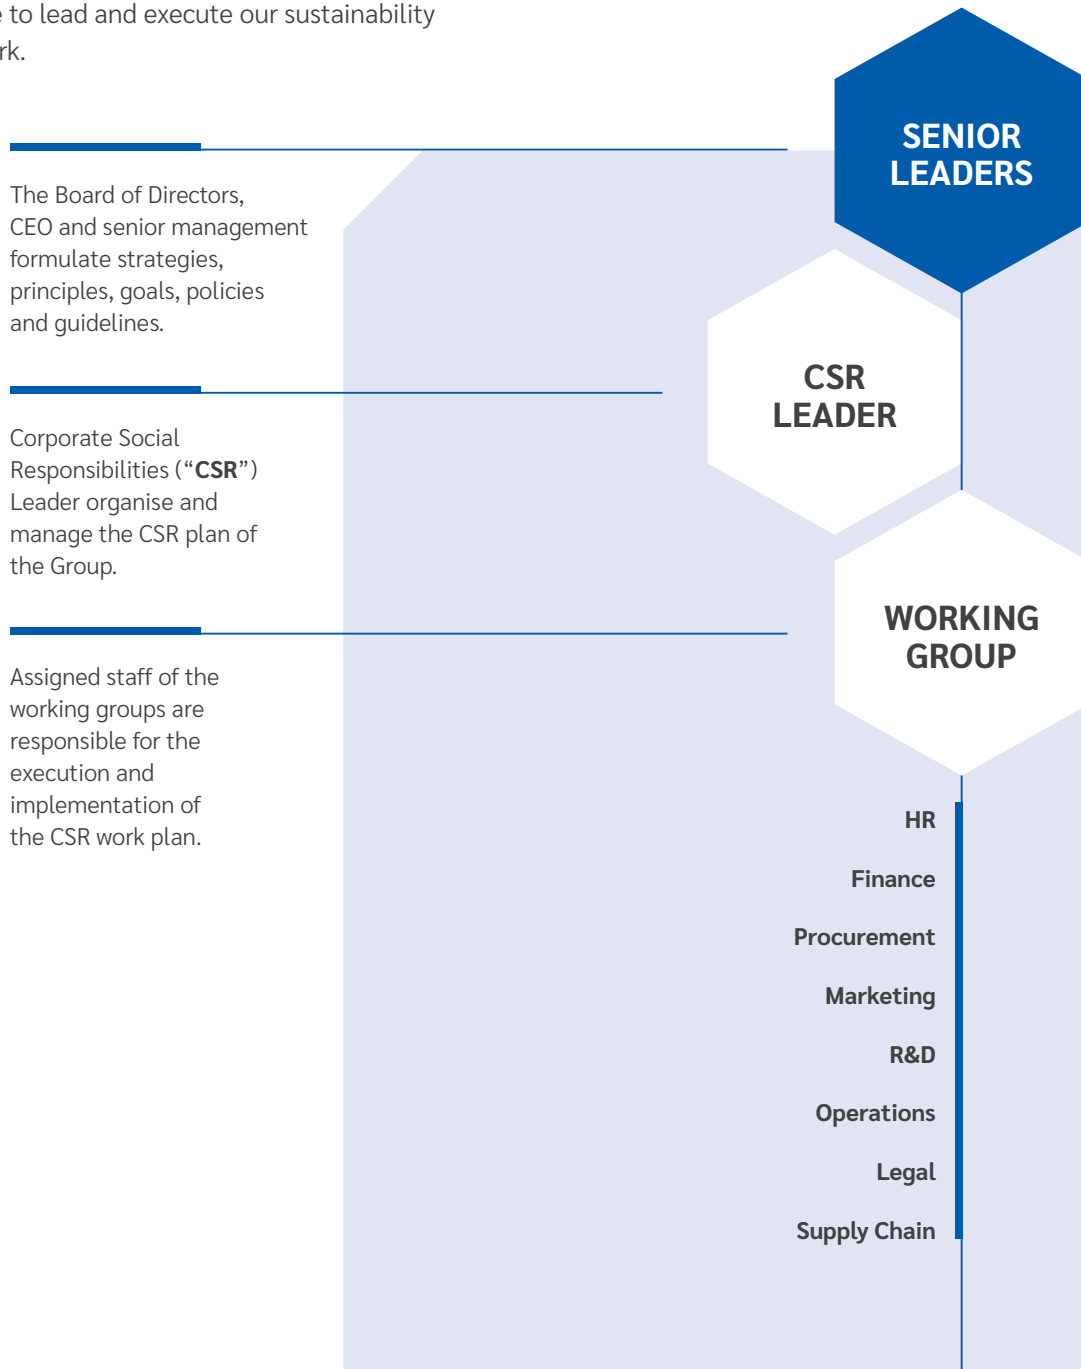 to lead and execute our sustainability
SENIOR
LEADERS
The Board of Directors,
CEO and senior management
formulate strategies,
principles, goals, policies
and guidelines.
CSR
LEADER
Corporate Social
Responsibilities (“CSR”)
Leader organise and
manage the CSR plan of
the Group.
WORKING
GROUP
Assigned staff of the
working groups are
responsible for the
execution and
implementation of
the CSR work plan.
HR
Finance
Procurement
Marketing
R&D
Operations
Legal
Supply Chain